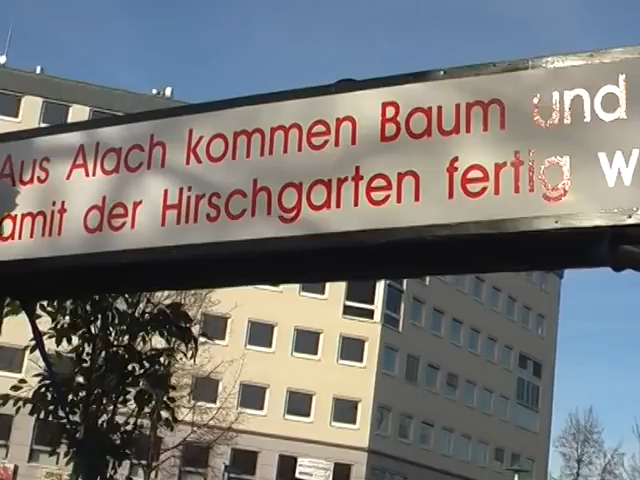 Aus Alach kommen Baum und
amit der Hirschgarten fertig w